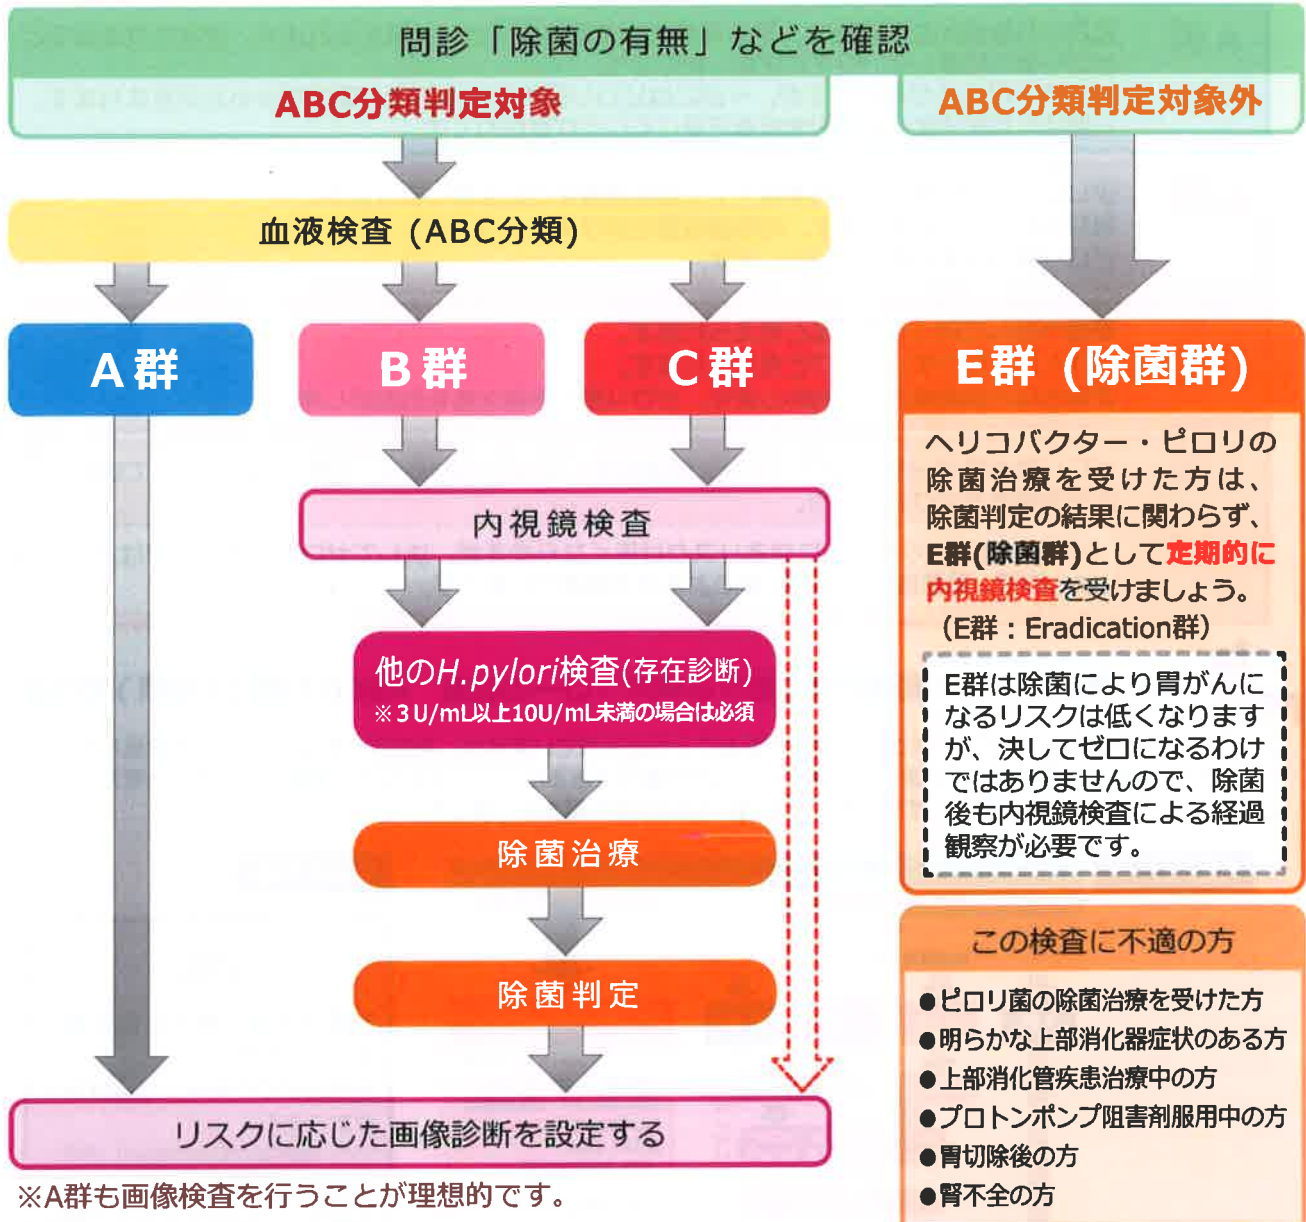 問診「除菌の有無」などを確認
ABC分類判定対象
ABC分類判定対象外
血液検査 (ABC分類)
A群
B群
C群
内視鏡検査
他のH.pylori検査(存在診断)
※3U/mL以上10U/mL未満の場合は必須
除菌治療
除菌判定
リスクに応じた画像診断を設定する
※A群も画像検査を行うことが理想的です。
E群 (除菌群)
ヘリコバクター・ピロリの
除菌治療を受けた方は、
除菌判定の結果に関わらず、
E群(除菌群)として定期的に
内視鏡検査を受けましょう。
（E群：Eradication群）
E群は除菌により胃がんに
なるリスクは低くなります
が、決してゼロになるわけ
ではありませんので、除菌
後も内視鏡検査による経過
観察が必要です。
この検査に不適の方
●ピロリ菌の除菌治療を受けた方
●明らかな上部消化器症状のある方
●上部消化管疾患治療中の方
●プロトンポンプ阻害剤服用中の方
●胃切除後の方
●腎不全の方